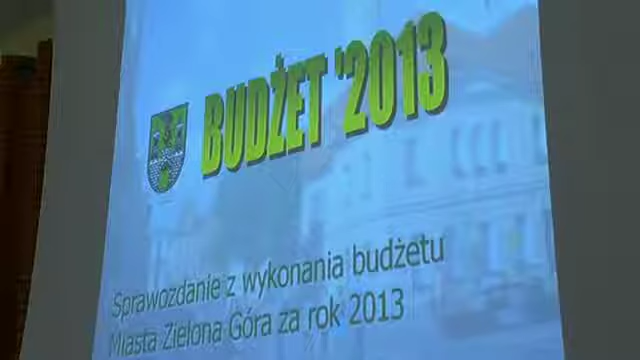 BUDŻET '2013
Sprawozdanie z wykonania budżetu
Miasta Zielona Góra za rok 2013